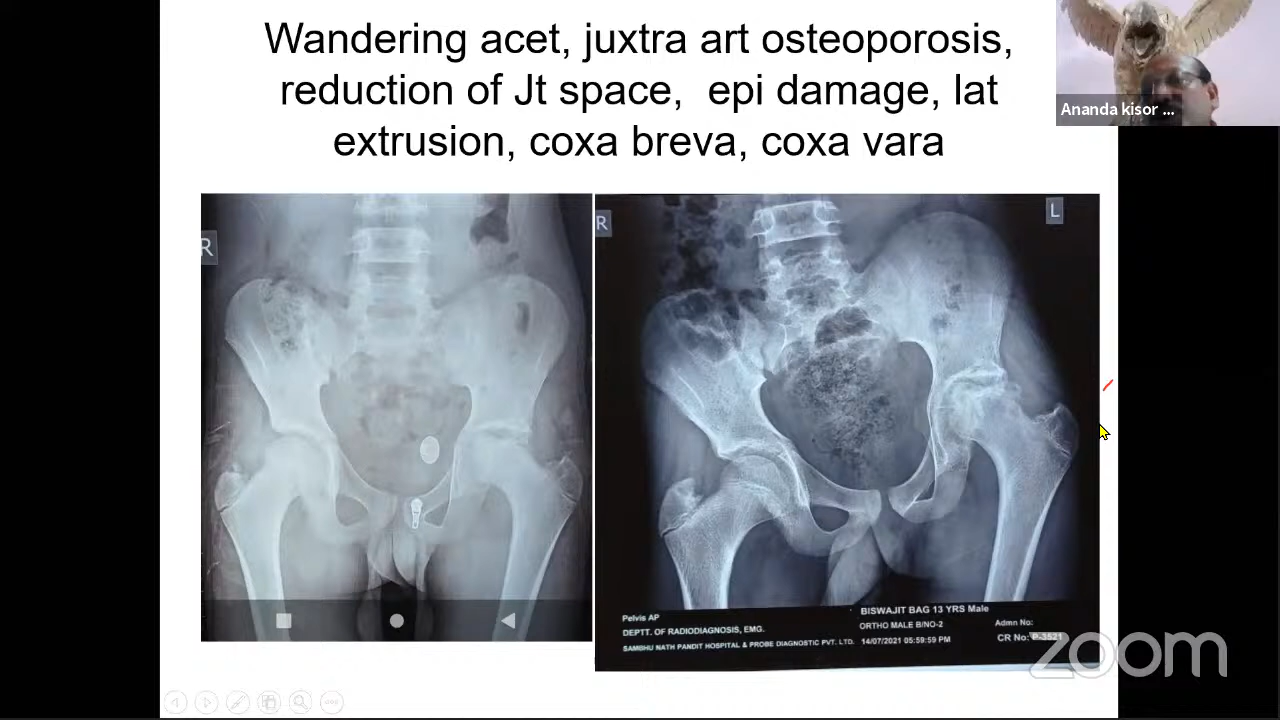 Wandering acet, juxtra art osteoporosis,
reduction of Jt space, epi damage, lat
extrusion, coxa breva, coxa vara
Ananda kisor ...
R
R
L
Pelvis AP
DEPTT. OF RADIODIAGNOSIS, EMG.
SAMBHU NATH PANDIT HOSPITAL & PROBE DIAGNOSTIC PVT. LTD.
BISWAJIT BAG 13 YRS Male
ORTHO MALE B/NO-2
14/07/2021 05:59:59 PM
Admn No:
CR No: P-3521
zoom